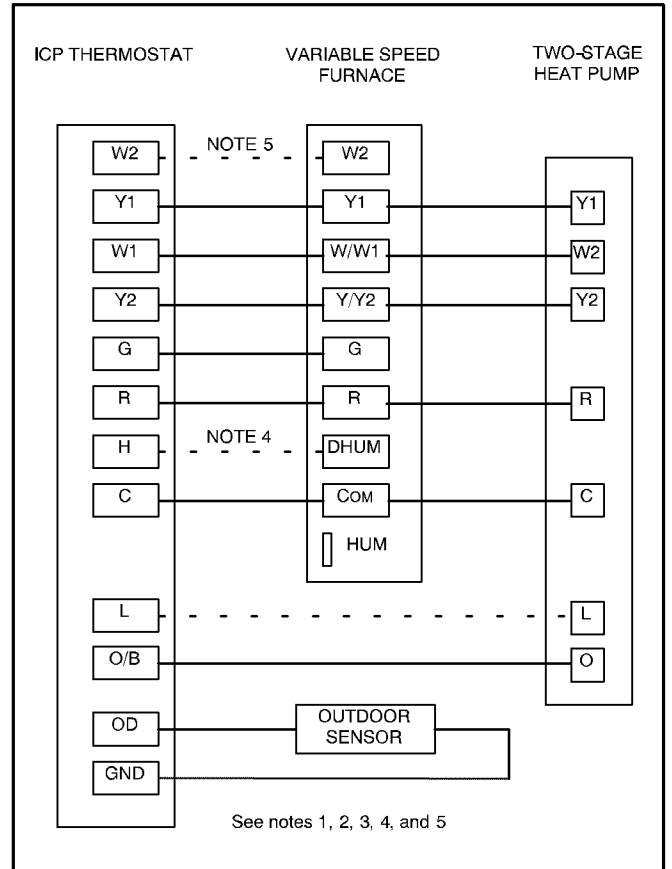 ICP THERMOSTAT VARIABLE SPEED FURNACE TWO-STAGE HEAT PUMP
W2 NOTE 5 W2
Y1 Y1 Y1
W1 W/W1 W2
Y2 Y/Y2 Y2
G G
R R R
H NOTE 4 DHUM
C COM C
HUM
L L
O/B O
OD OUTDOOR SENSOR
GND
See notes 1, 2, 3, 4, and 5